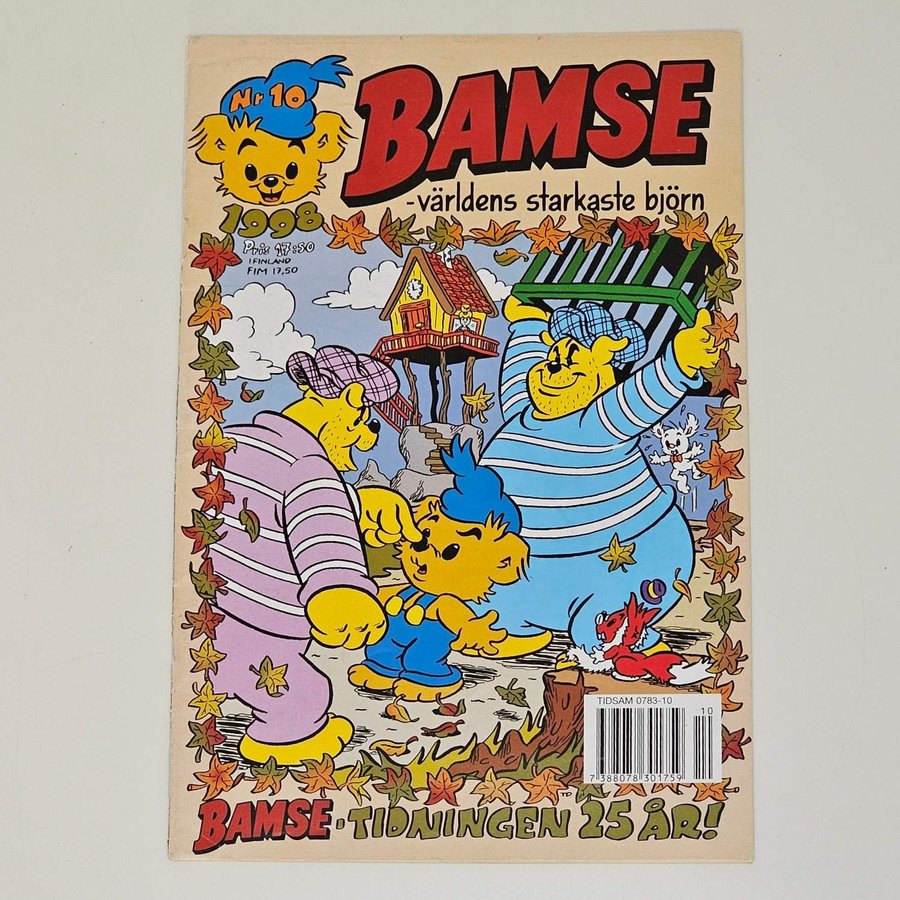 Nr 10
BAMSE
-världens starkaste björn
1998
Pris 17:50
I FINLAND
FIM 17,50
TIDSAM 0783-10
10
7 388078 301759
TD
BAMSE-TIDNINGEN 25 ÅR!